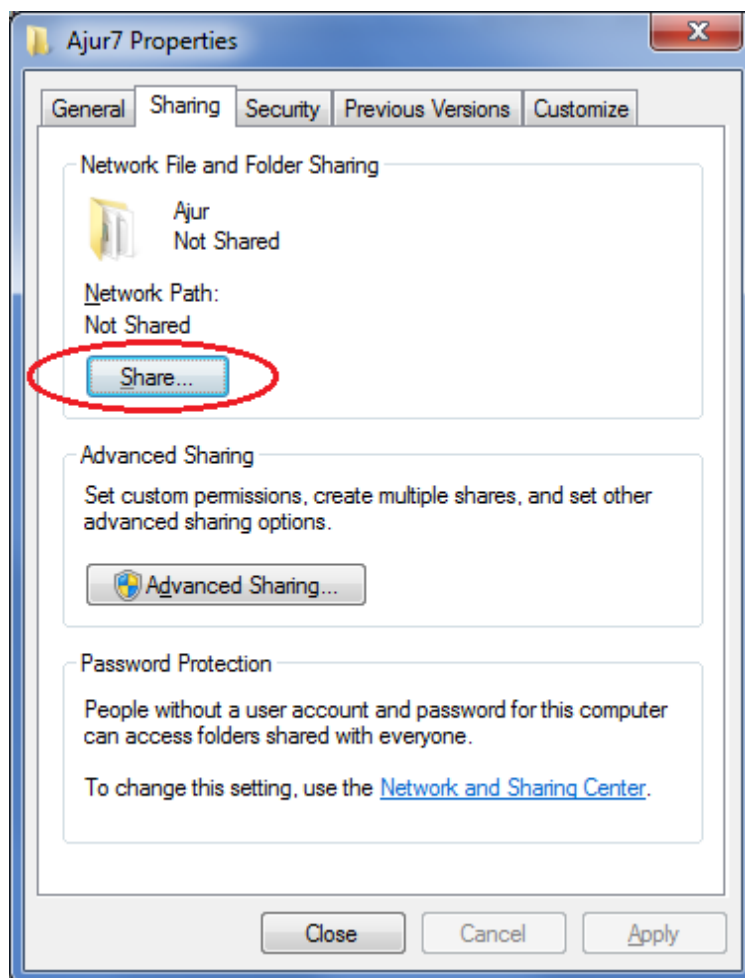 Ajur7 Properties
General Sharing Security Previous Versions Customize
Network File and Folder Sharing
Ajur
Not Shared
Network Path:
Not Shared
Share...
Advanced Sharing
Set custom permissions, create multiple shares, and set other
advanced sharing options.
Advanced Sharing...
Password Protection
People without a user account and password for this computer
can access folders shared with everyone.
To change this setting, use the Network and Sharing Center.
Close Cancel Apply